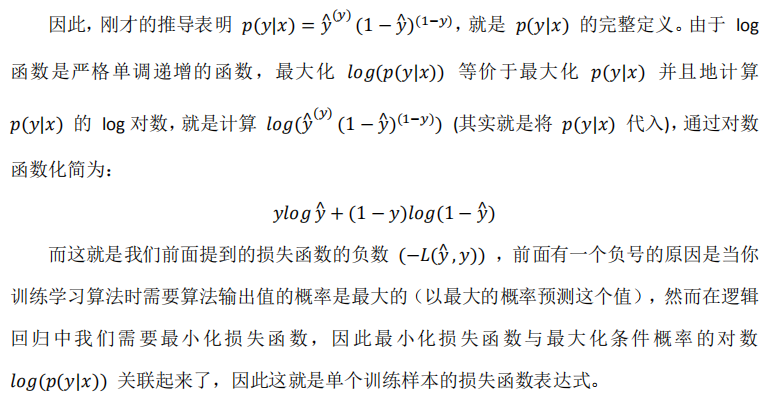 因此，刚才的推导表明 p(y|x) = ŷ^(y) (1 − ŷ)^(1−y)，就是 p(y|x) 的完整定义。由于 log
函数是严格单调递增的函数，最大化 log(p(y|x)) 等价于最大化 p(y|x) 并且地计算
p(y|x) 的 log 对数，就是计算 log(ŷ^(y) (1 − ŷ)^(1−y)) (其实就是将 p(y|x) 代入)，通过对数
函数化简为：
ylog ŷ + (1 − y)log(1 − ŷ)
而这就是我们前面提到的损失函数的负数 (−L(ŷ, y)) ，前面有一个负号的原因是当你
训练学习算法时需要算法输出值的概率是最大的（以最大的概率预测这个值），然而在逻辑
回归中我们需要最小化损失函数，因此最小化损失函数与最大化条件概率的对数
log(p(y|x)) 关联起来了，因此这就是单个训练样本的损失函数表达式。